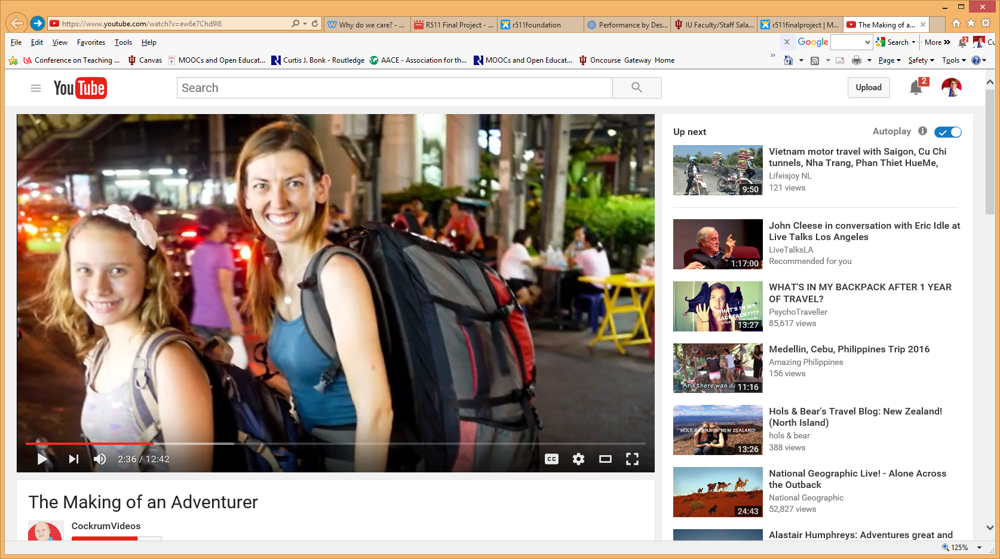 https://www.youtube.com/watch?v=ew6e7Chd9l8
Why do we care? - ...
R511 Final Project - ...
r511foundation
Performance by Des...
IU Faculty/Staff Sala...
r511finalproject | M...
The Making of a...
File Edit View Favorites Tools Help
X Google Search More » 2 Cu
Conference on Teaching ... Canvas MOOCs and Open Educat... Curtis J. Bonk - Routledge AACE - Association for th... MOOCs and Open Educat... Oncourse Gateway Home
» Page Safety Tools
YouTube
Search
Upload
2
Up next
Autoplay
Vietnam motor travel with Saigon, Cu Chi
tunnels, Nha Trang, Phan Thiet HueMe,
Lifeisjoy NL
121 views
9:50
John Cleese in conversation with Eric Idle at
Live Talks Los Angeles
LiveTalksLA
Recommended for you
1:17:00
WHAT'S IN MY BACKPACK AFTER 1 YEAR
OF TRAVEL?
PsychoTraveller
85,617 views
WHAT'S IN MY
BACKPACK????
AFTER
13:27
Medellin, Cebu, Philippines Trip 2016
Amazing Philippines
156 views
And there was da
11:16
Hols & Bear's Travel Blog: New Zealand!
(North Island)
hols & bear
388 views
HOLS & BEAR IN: NEW ZEALAND!
13:26
National Geographic Live! - Alone Across
the Outback
National Geographic
52,827 views
24:43
Alastair Humphreys: Adventures great and
2:36 / 12:42
CC
The Making of an Adventurer
CockrumVideos
125%